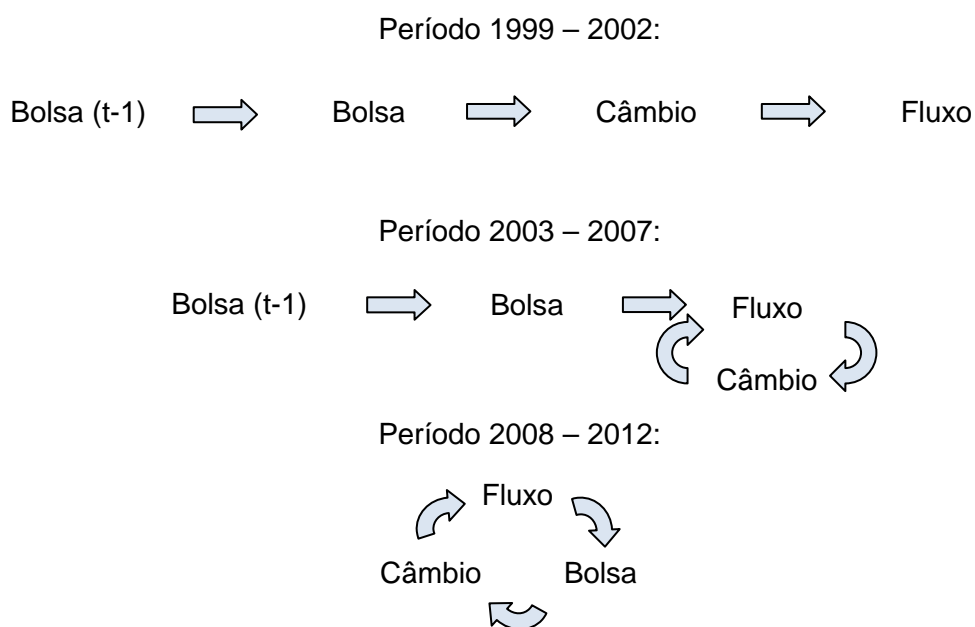 Período 1999 – 2002:
Bolsa (t-1) Bolsa Câmbio Fluxo
Período 2003 – 2007:
Bolsa (t-1) Bolsa Fluxo
Câmbio
Período 2008 – 2012:
Fluxo
Câmbio Bolsa